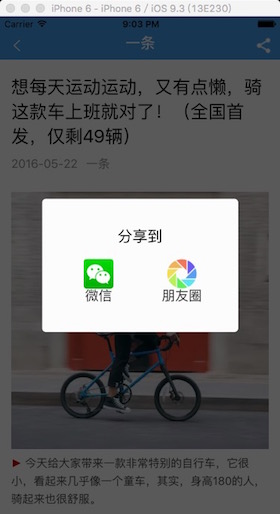 iPhone 6 - iPhone 6 / iOS 9.3 (13E230)
Carrier 9:03 PM
一条
想每天运动运动，又有点懒，骑
这款车上班就对了！（全国首
发，仅剩49辆）
2016-05-22 一条
分享到
微信 朋友圈
► 今天给大家带来一款非常特别的自行车，它很
小，看起来几乎像一个童车，其实，身高180的人，
骑起来也很舒服。